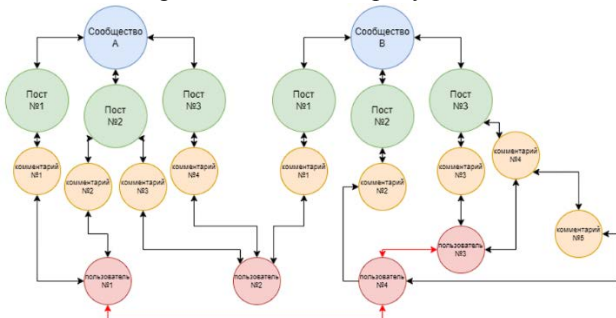 Сообщество
A
Сообщество
B
Пост
№1
Пост
№2
Пост
№3
Пост
№1
Пост
№2
Пост
№3
комментарий
№1
комментарий
№2
комментарий
№3
комментарий
№4
комментарий
№1
комментарий
№2
комментарий
№3
комментарий
№4
комментарий
№5
пользователь
№1
пользователь
№2
пользователь
№4
пользователь
№3